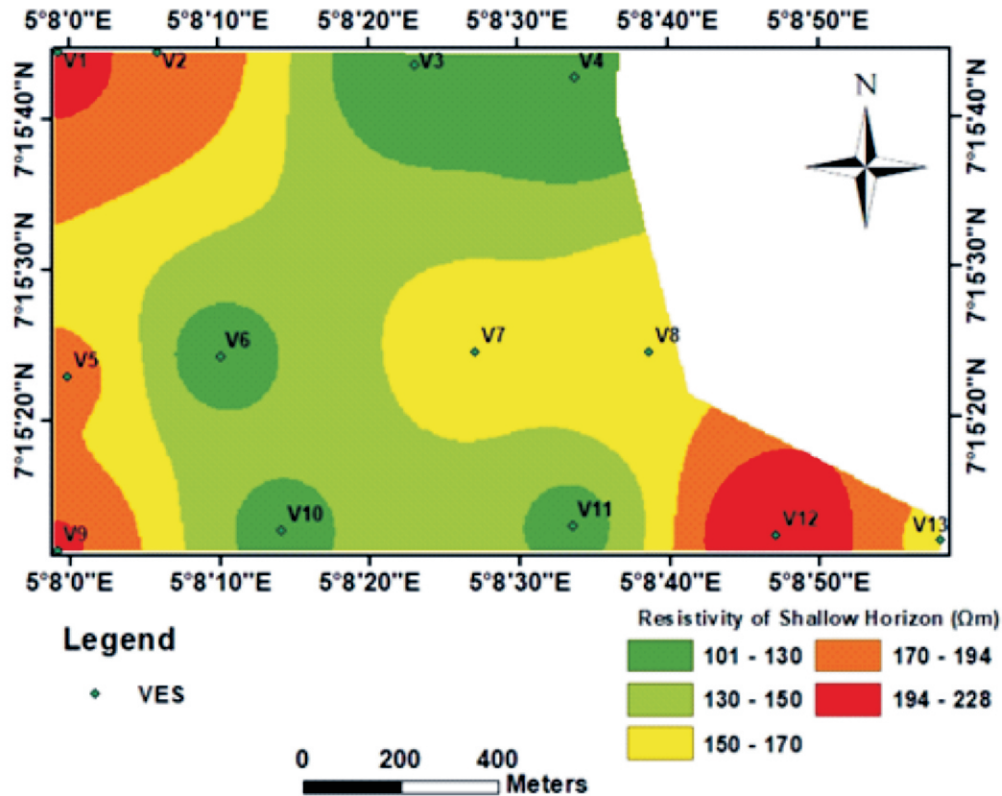 5°8'0"E 5°8'10"E 5°8'20"E 5°8'30"E 5°8'40"E 5°8'50"E
V1 V2 V3 V4
N
7°15'40"N 7°15'40"N
7°15'30"N 7°15'30"N
V6 V7 V8
V5
7°15'20"N 7°15'20"N
V9 V10 V11 V12 V13
5°8'0"E 5°8'10"E 5°8'20"E 5°8'30"E 5°8'40"E 5°8'50"E
Legend
VES
Resistivity of Shallow Horizon (Ωm)
101 - 130 170 - 194
130 - 150 194 - 228
150 - 170
0 200 400
Meters